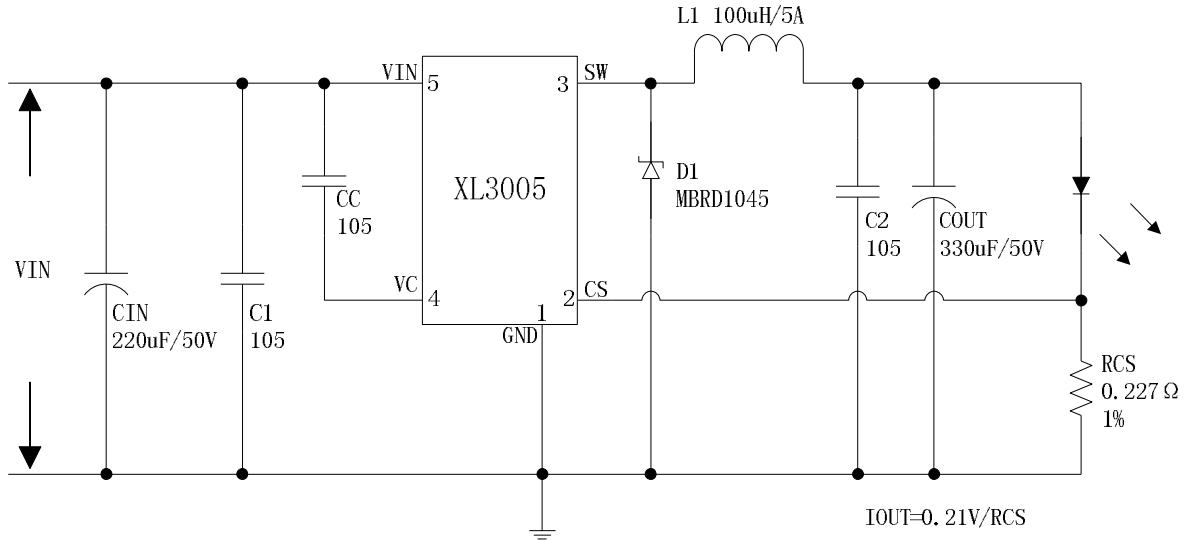 L1 100uH/5A
VIN
5
3
SW
XL3005
CC
105
D1
MBRD1045
C2
105
COUT
330uF/50V
VIN
VC
4
2
CS
1
GND
CIN
220uF/50V
C1
105
RCS
0.227Ω
1%
IOUT=0.21V/RCS